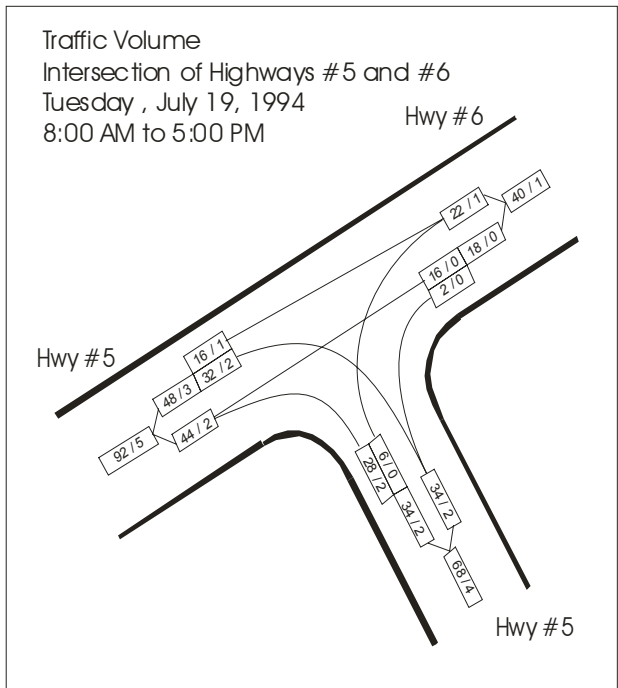 Traffic Volume
Intersection of Highways #5 and #6
Tuesday , July 19, 1994
8:00 AM to 5:00 PM
Hwy #6
40 / 1
22 / 1
18 / 0
16 / 0
2 / 0
Hwy #5
16 / 1
32 / 2
48 / 3
44 / 2
92 / 5
6 / 0
28 / 2
34 / 2
34 / 2
68 / 4
Hwy #5